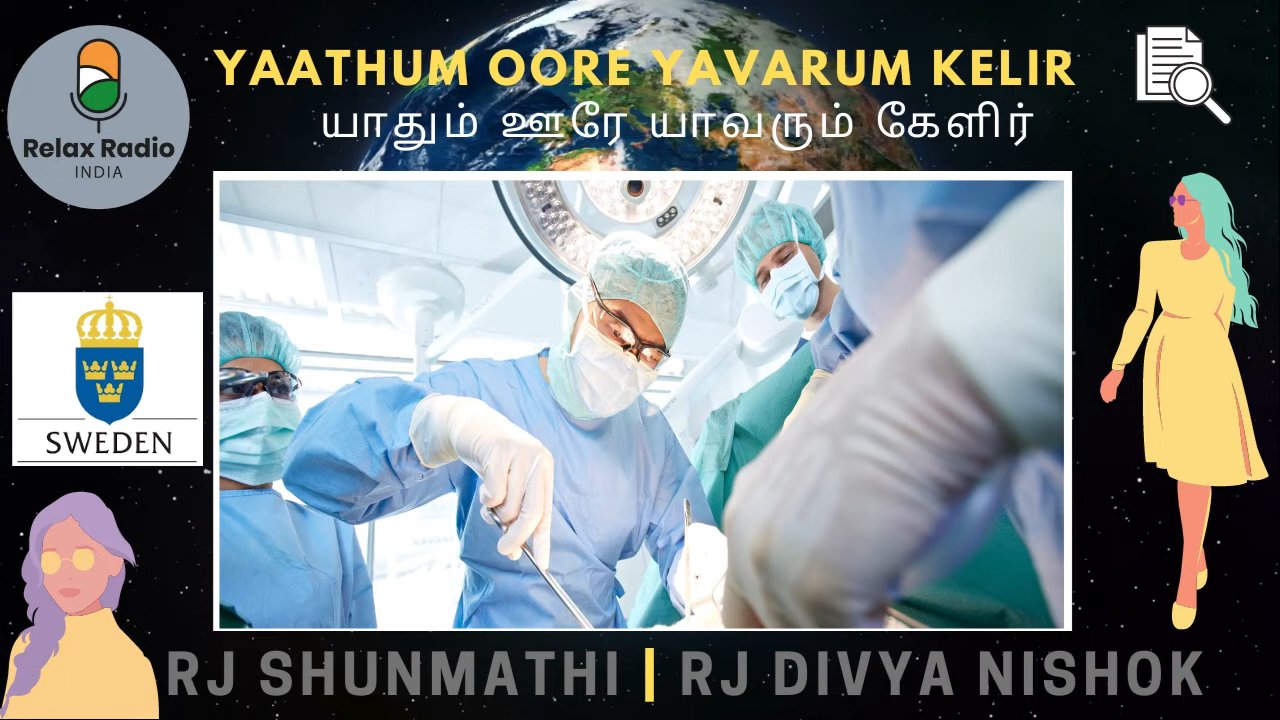 YAATHUM OORE YAVARUM KELIR
யாதும் ஊரே யாவரும் கேளிர்
Relax Radio
INDIA
SWEDEN
RJ SHUNMATHI | RJ DIVYA NISHOK